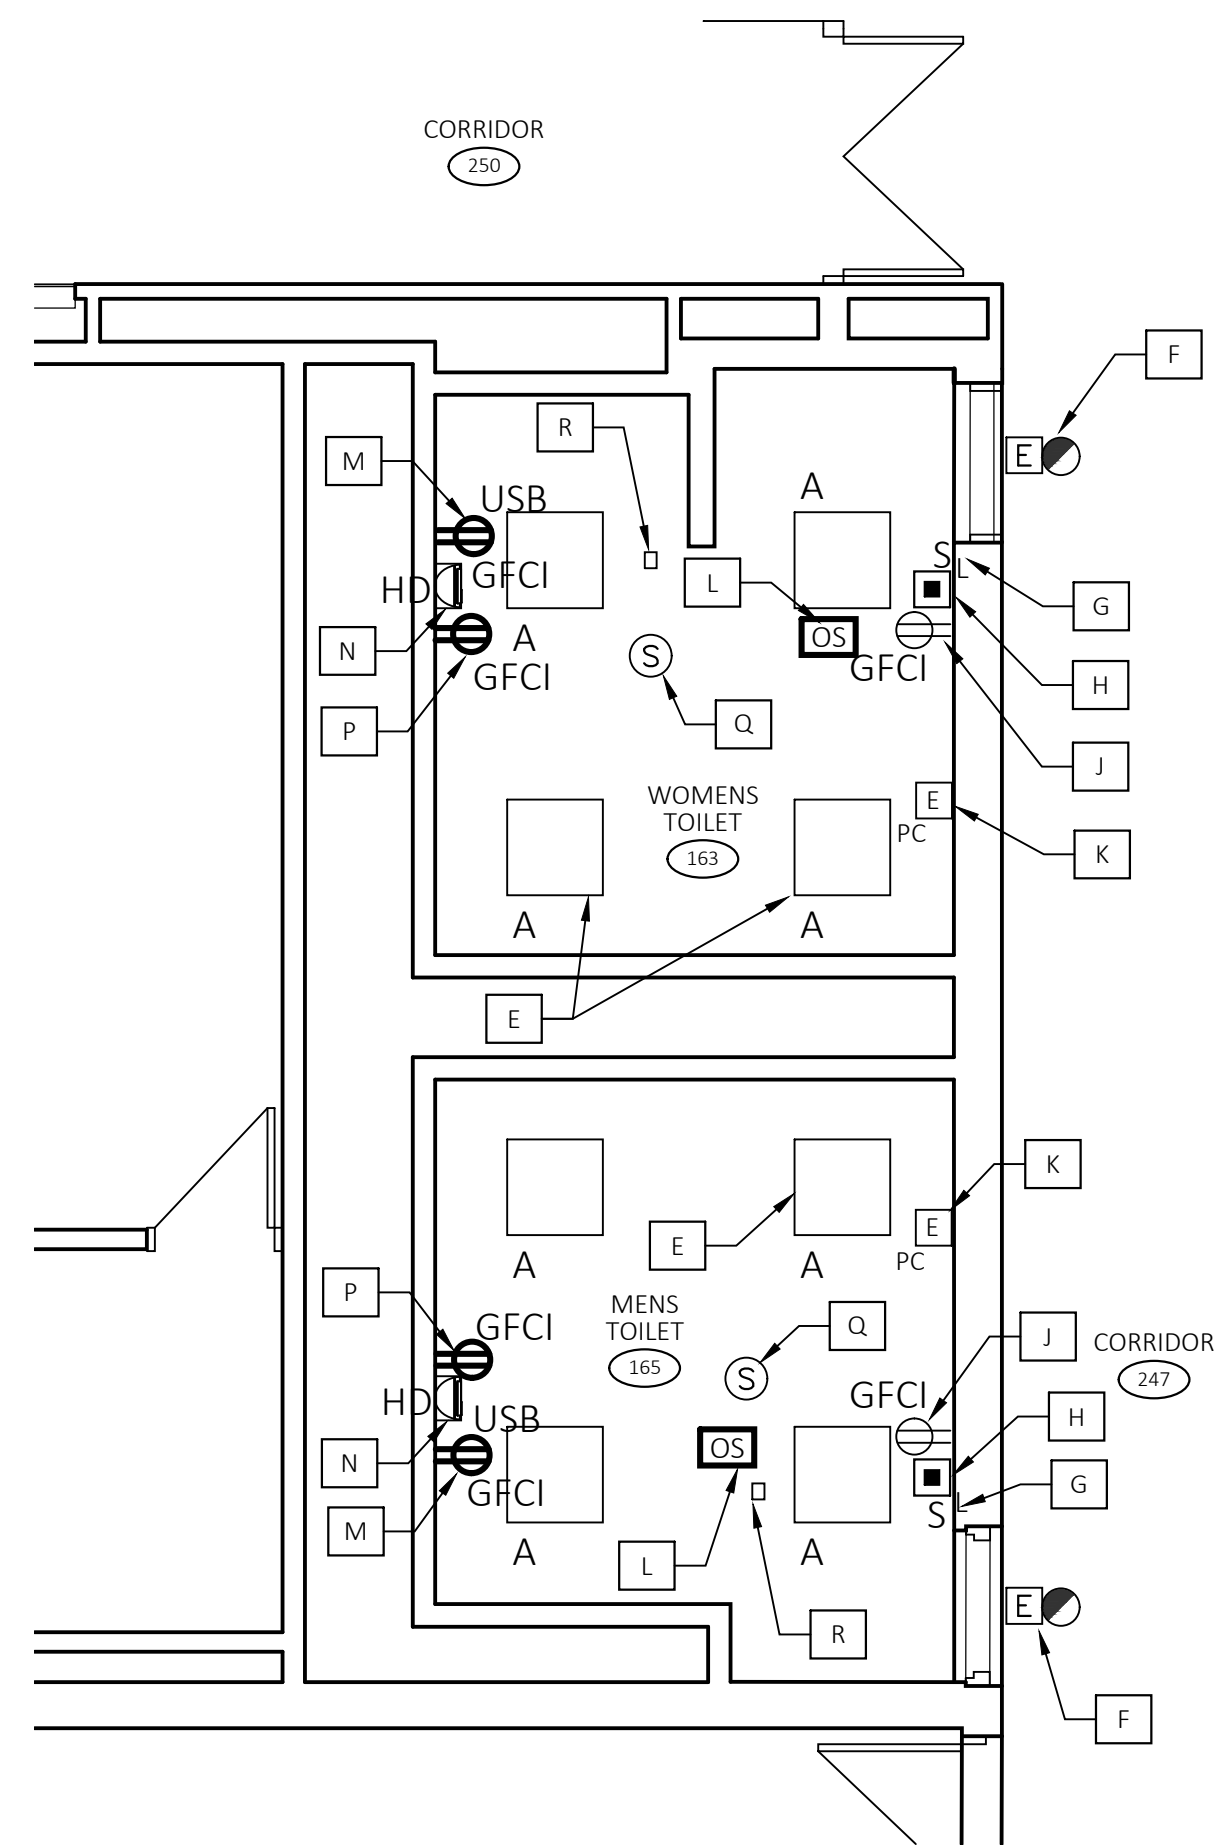 CORRIDOR
250
F
R
M
E
A
USB
S
L
L
GFCI
HD
G
OS
A
N
S
GFCI
GFCI
H
P
Q
J
WOMENS
TOILET
E
PC
163
K
A
A
E
K
E
E
PC
A
A
P
MENS
TOILET
Q
GFCI
J
CORRIDOR
165
S
247
HD
GFCI
USB
H
OS
N
GFCI
G
L
S
M
A
A
L
E
R
F